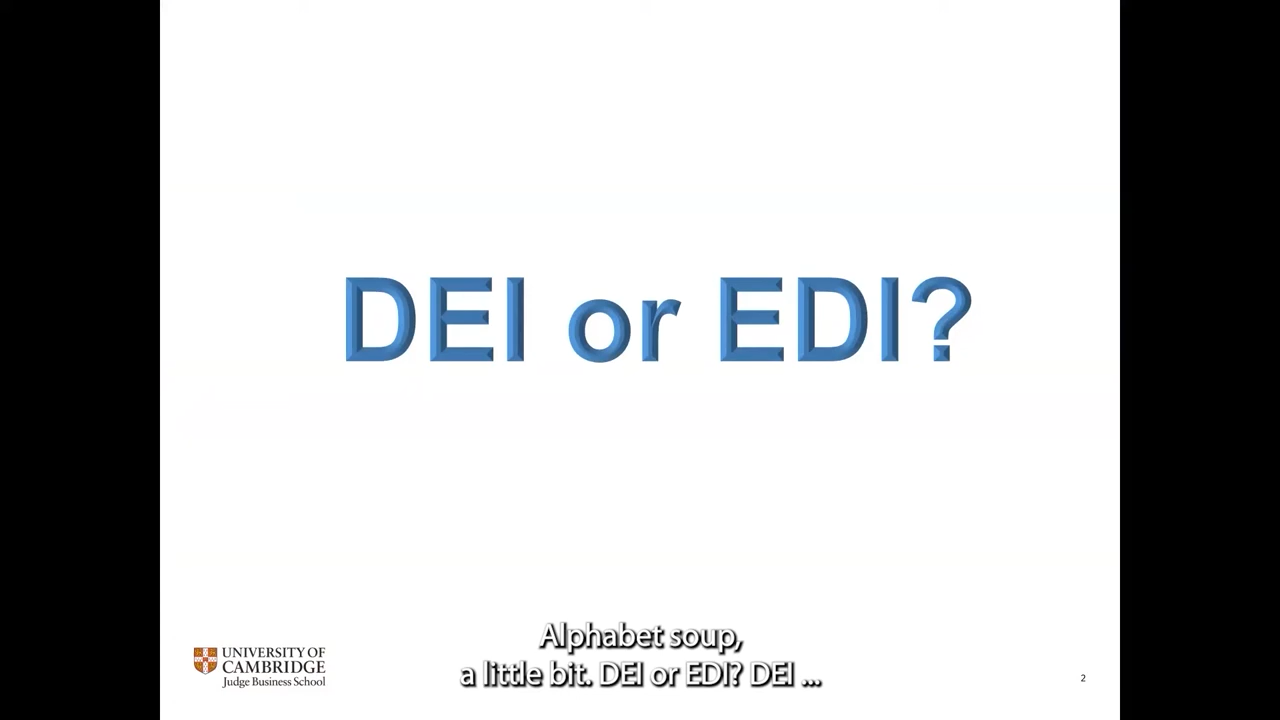 DEI or EDI?
Alphabet soup,
a little bit. DEI or EDI? DEI ...
UNIVERSITY OF
CAMBRIDGE
Judge Business School
2